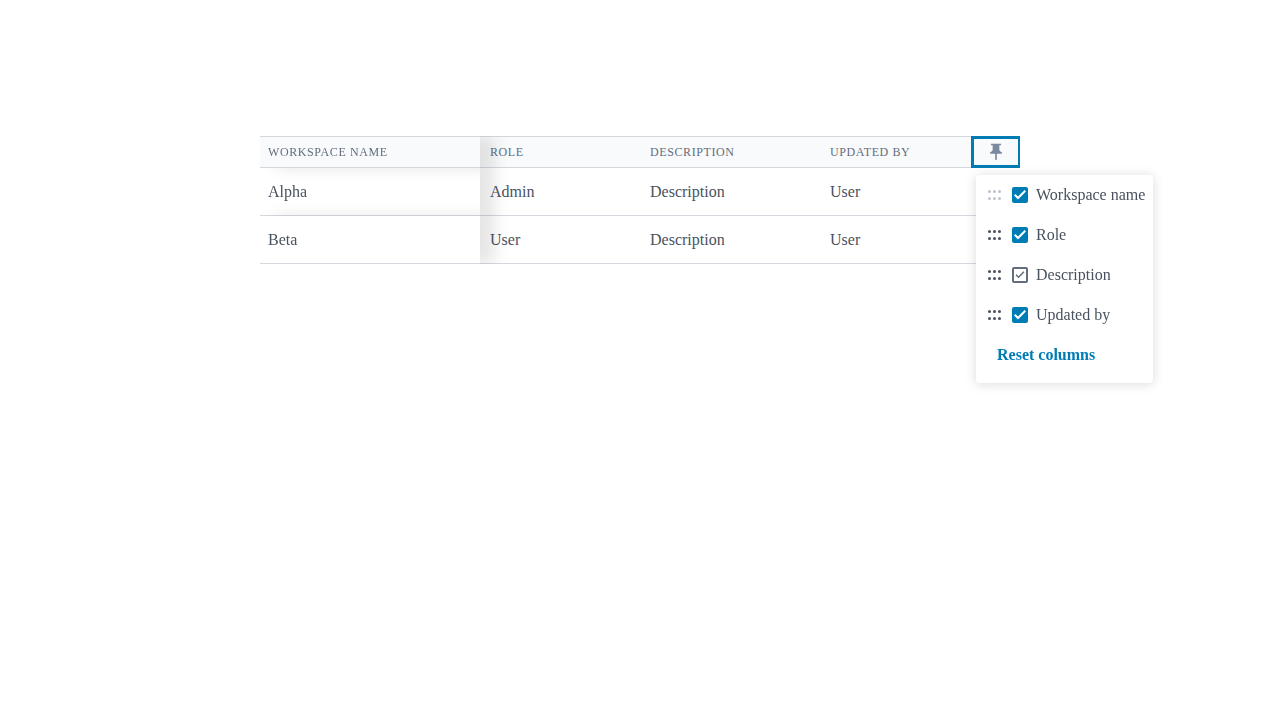 WORKSPACE NAME ROLE DESCRIPTION UPDATED BY
Alpha Admin Description User
Beta User Description User
Workspace name
Role
Description
Updated by
Reset columns